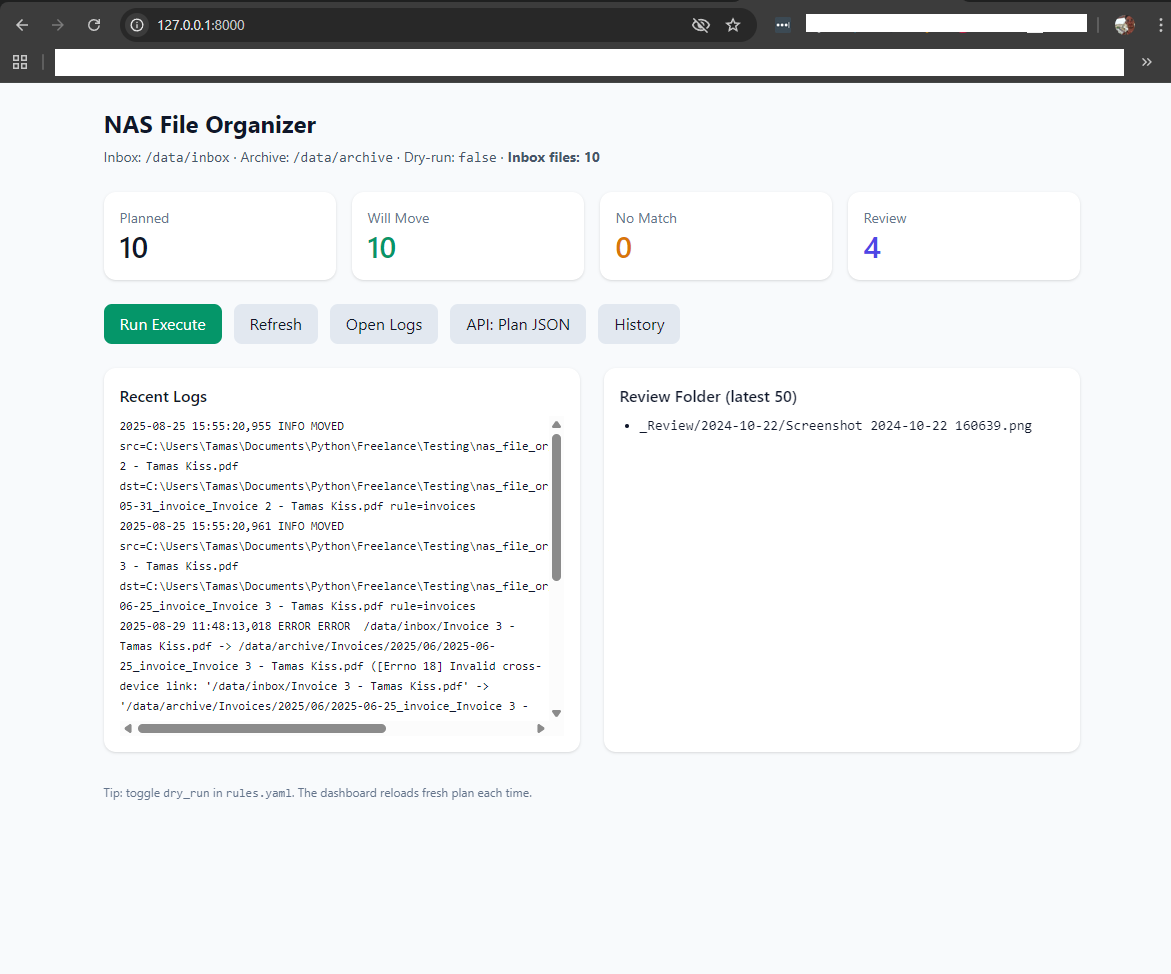 127.0.0.1:8000
NAS File Organizer
Inbox: /data/inbox · Archive: /data/archive · Dry-run: false · Inbox files: 10
Planned
10
Will Move
10
No Match
0
Review
4
Run Execute
Refresh
Open Logs
API: Plan JSON
History
Recent Logs
2025-08-25 15:55:20,955 INFO MOVED
src=C:\Users\Tamas\Documents\Python\Freelance\Testing\nas_file_or
2 - Tamas Kiss.pdf
dst=C:\Users\Tamas\Documents\Python\Freelance\Testing\nas_file_or
05-31_invoice_Invoice 2 - Tamas Kiss.pdf rule=invoices
2025-08-25 15:55:20,961 INFO MOVED
src=C:\Users\Tamas\Documents\Python\Freelance\Testing\nas_file_or
3 - Tamas Kiss.pdf
dst=C:\Users\Tamas\Documents\Python\Freelance\Testing\nas_file_or
06-25_invoice_Invoice 3 - Tamas Kiss.pdf rule=invoices
2025-08-29 11:48:13,018 ERROR ERROR  /data/inbox/Invoice 3 -
Tamas Kiss.pdf -> /data/archive/Invoices/2025/06/2025-06-
25_invoice_Invoice 3 - Tamas Kiss.pdf ([Errno 18] Invalid cross-
device link: '/data/inbox/Invoice 3 - Tamas Kiss.pdf' ->
'/data/archive/Invoices/2025/06/2025-06-25_invoice_Invoice 3 -
Review Folder (latest 50)
• _Review/2024-10-22/Screenshot 2024-10-22 160639.png
Tip: toggle dry_run in rules.yaml. The dashboard reloads fresh plan each time.